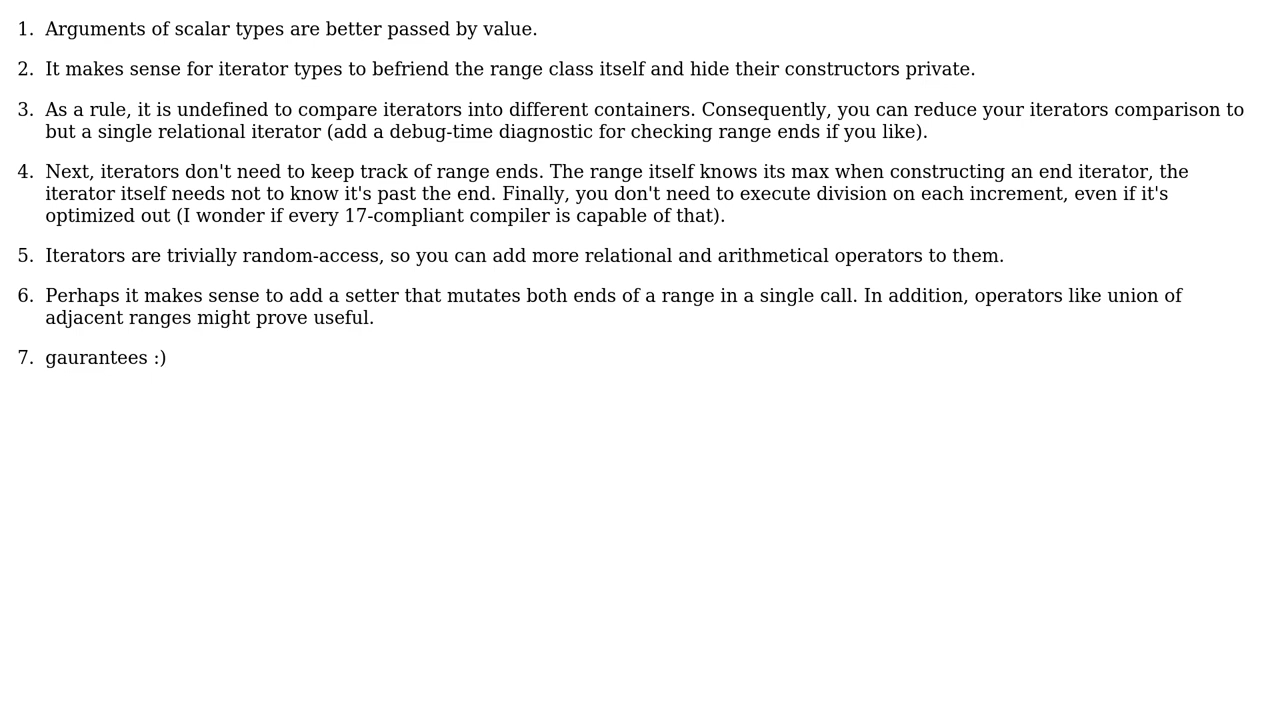 1. Arguments of scalar types are better passed by value.
2. It makes sense for iterator types to befriend the range class itself and hide their constructors private.
3. As a rule, it is undefined to compare iterators into different containers. Consequently, you can reduce your iterators comparison to
but a single relational iterator (add a debug-time diagnostic for checking range ends if you like).
4. Next, iterators don't need to keep track of range ends. The range itself knows its max when constructing an end iterator, the
iterator itself needs not to know it's past the end. Finally, you don't need to execute division on each increment, even if it's
optimized out (I wonder if every 17-compliant compiler is capable of that).
5. Iterators are trivially random-access, so you can add more relational and arithmetical operators to them.
6. Perhaps it makes sense to add a setter that mutates both ends of a range in a single call. In addition, operators like union of
adjacent ranges might prove useful.
7. gaurantees :)